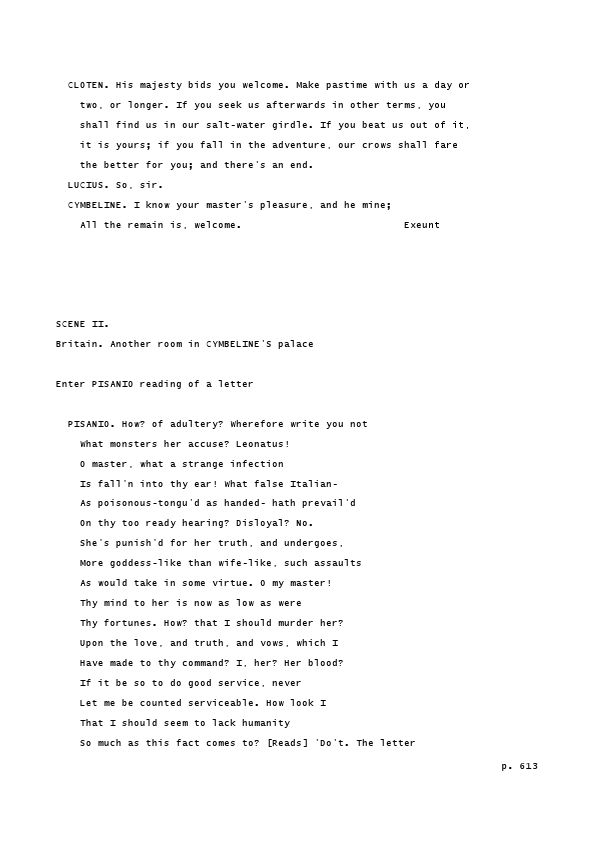 CLOTEN. His majesty bids you welcome. Make pastime with us a day or
two, or longer. If you seek us afterwards in other terms, you
shall find us in our salt-water girdle. If you beat us out of it,
it is yours; if you fall in the adventure, our crows shall fare
the better for you; and there's an end.
LUCIUS. So, sir.
CYMBELINE. I know your master's pleasure, and he mine;
All the remain is, welcome. Exeunt
SCENE II.
Britain. Another room in CYMBELINE'S palace
Enter PISANIO reading of a letter
PISANIO. How? of adultery? Wherefore write you not
What monsters her accuse? Leonatus!
O master, what a strange infection
Is fall'n into thy ear! What false Italian-
As poisonous-tongu'd as handed- hath prevail'd
On thy too ready hearing? Disloyal? No.
She's punish'd for her truth, and undergoes,
More goddess-like than wife-like, such assaults
As would take in some virtue. O my master!
Thy mind to her is now as low as were
Thy fortunes. How? that I should murder her?
Upon the love, and truth, and vows, which I
Have made to thy command? I, her? Her blood?
If it be so to do good service, never
Let me be counted serviceable. How look I
That I should seem to lack humanity
So much as this fact comes to? [Reads] 'Do't. The letter
p. 613